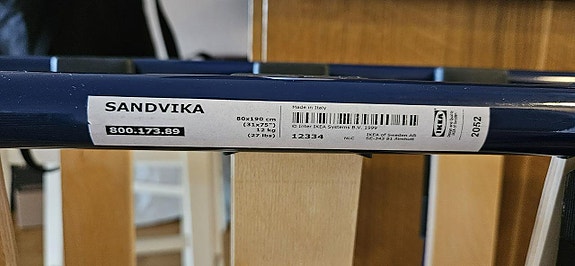 SANDVIKA
800.173.89
80x190 cm
(31x75")
12 kg
(27 lbs)
Made in Italy
© Inter IKEA Systems B.V. 1999
12334
IKEA of Sweden AB
SE-343 81 Älmhult
IKEA
2052